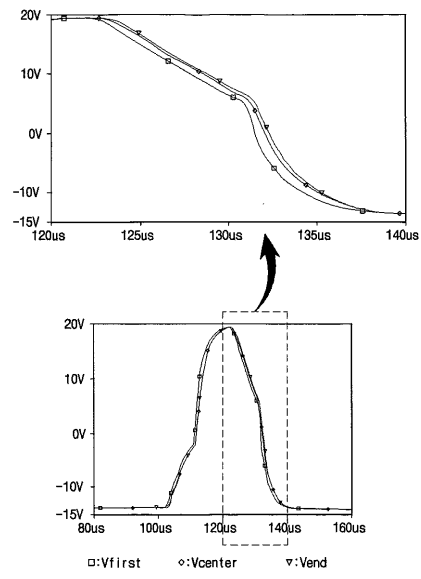 20V
10V
0V
-10V
-15V
120us 125us 130us 135us 140us
20V
10V
0V
-10V
-15V
80us 100us 120us 140us 160us
□:Vfirst ◇:Vcenter ▽:Vend